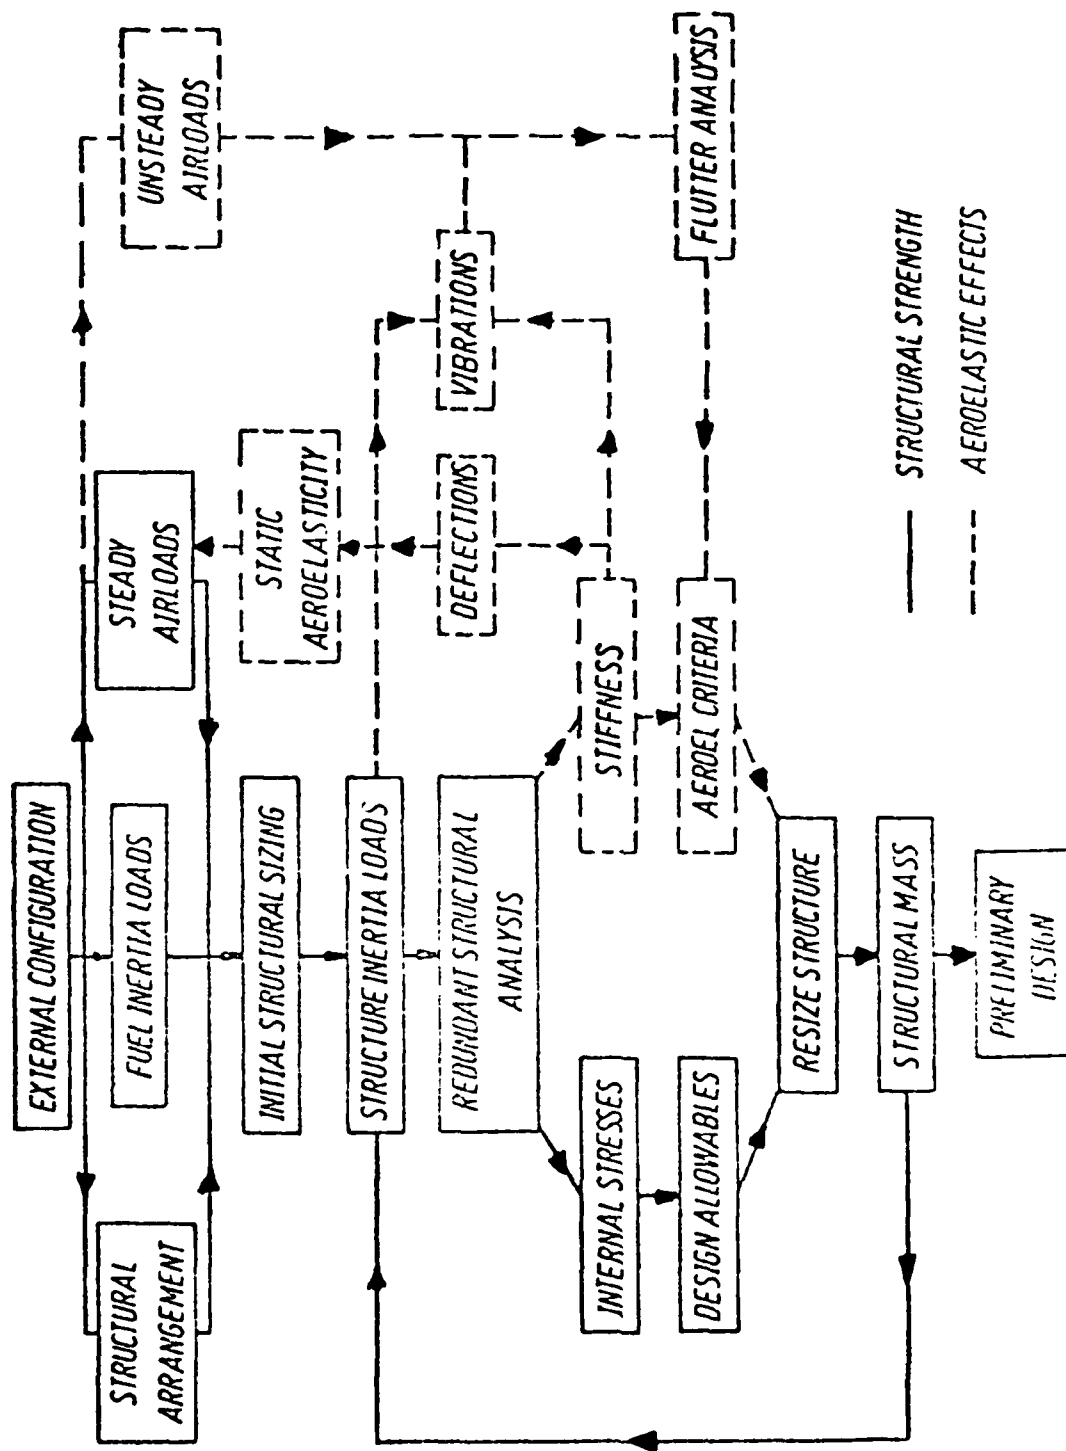 EXTERNAL CONFIGURATION
STRUCTURAL
ARRANGEMENT
FUEL INERTIA LOADS
STEADY
AIRLOADS
UNSTEADY
AIRLOADS
INITIAL STRUCTURAL SIZING
STATIC
AEROELASTICITY
STRUCTURE INERTIA LOADS
REDUNDANT STRUCTURAL
ANALYSIS
DEFLECTIONS
VIBRATIONS
INTERNAL STRESSES
STIFFNESS
DESIGN ALLOWABLES
AEROEL CRITERIA
FLUTTER ANALYSIS
RESIZE STRUCTURE
STRUCTURAL MASS
PRELIMINARY
DESIGN
STRUCTURAL STRENGTH
AEROELASTIC EFFECTS